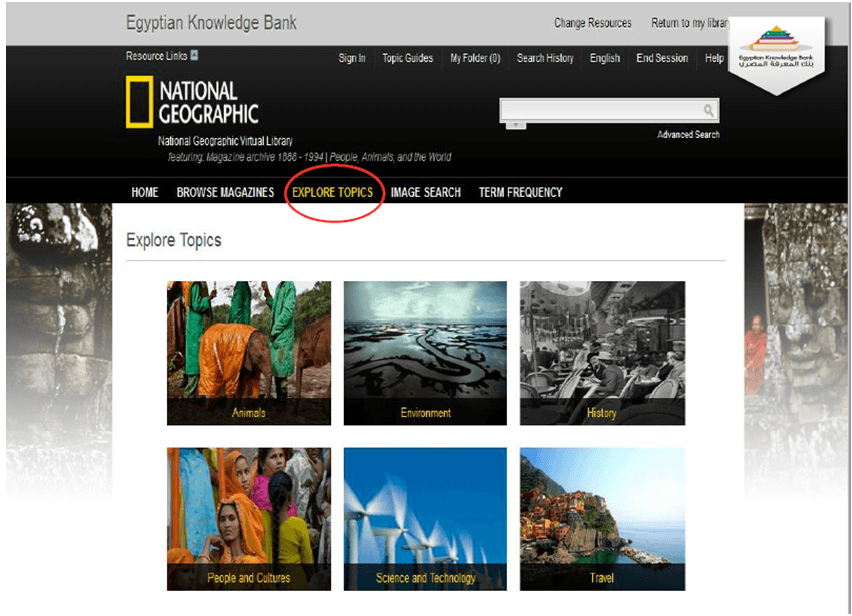 Egyptian Knowledge Bank
Change Resources Return to my library
Egyptian Knowledge Bank
بنك المعرفة المصري
Resource Links
Sign In Topic Guides My Folder (0) Search History English End Session Help
NATIONAL
GEOGRAPHIC
National Geographic Virtual Library
featuring: Magazine archive 1888 - 1994 | People, Animals, and the World
Advanced Search
HOME BROWSE MAGAZINES EXPLORE TOPICS IMAGE SEARCH TERM FREQUENCY
Explore Topics
Animals Environment History
People and Cultures Science and Technology Travel